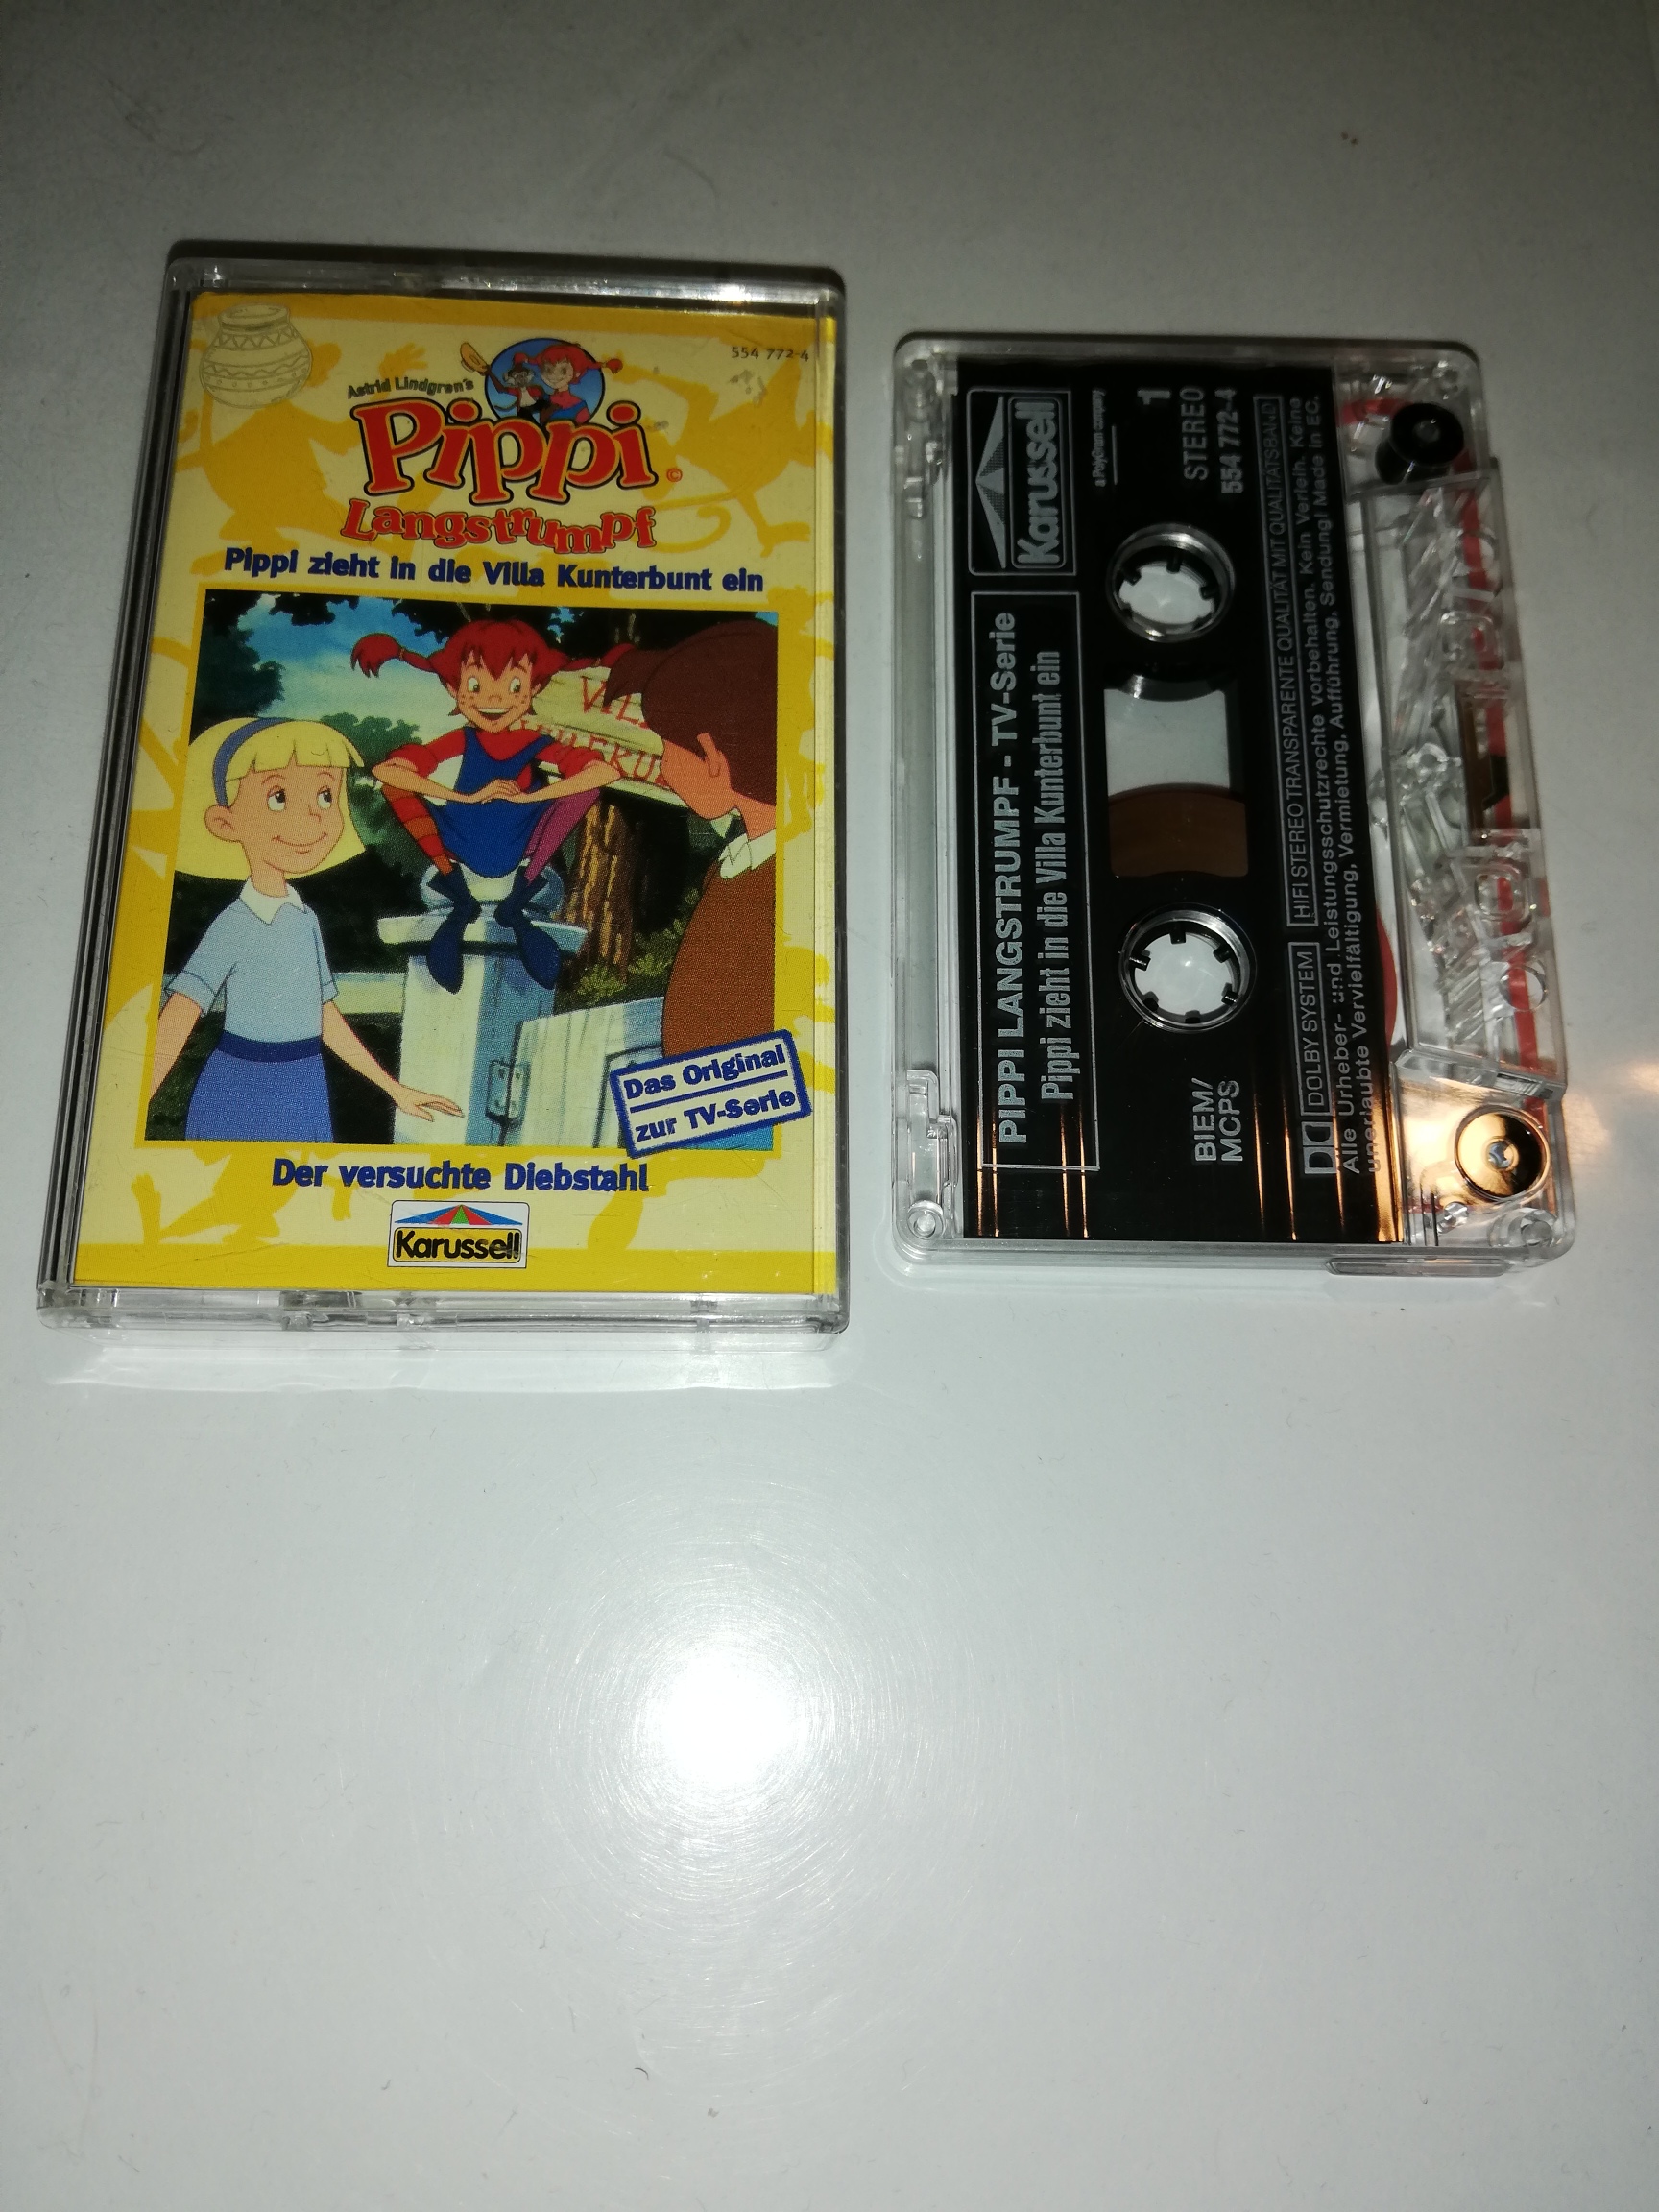 554 772-4
Astrid Lindgren's
Pippi
©
Langstrumpf
Pippi zieht in die Villa Kunterbunt ein
Das Original
zur TV-Serie
Der versuchte Diebstahl
Karussell
Karussell
a PolyGram company
PIPPI LANGSTRUMPF - TV-Serie
Pippi zieht in die Villa Kunterbunt ein
1
STEREO
554 772-4
BIEM/
MCPS
DOLBY SYSTEM HIFI STEREO TRANSPARENTE QUALITÄT MIT QUALITÄTSBAND
Alle Urheber- und Leistungsschutzrechte vorbehalten. Kein Verleih. Keine
unerlaubte Vervielfältigung, Vermietung, Aufführung, Sendung! Made in EC.